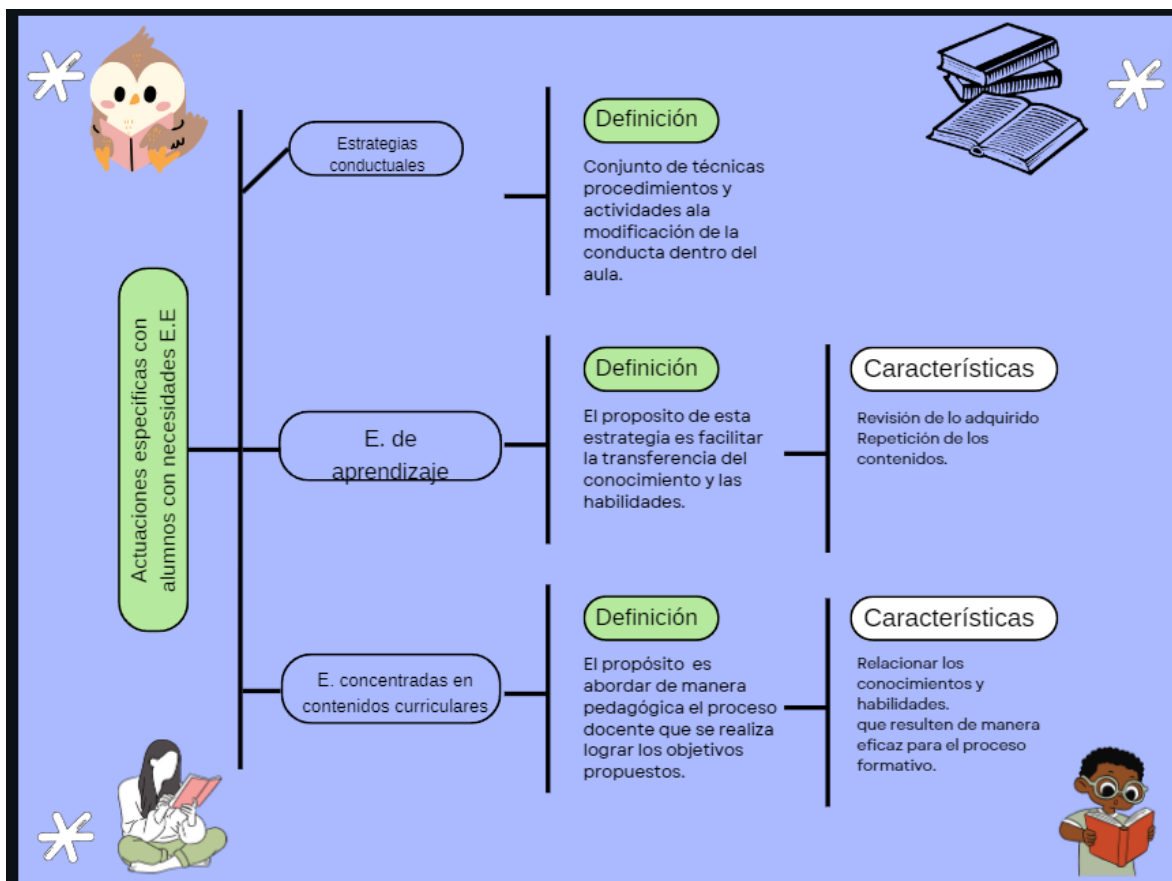 Actuaciones especificas con
alumnos con necesidades E.E
Estrategias
conductuales
Definición
Conjunto de técnicas
procedimientos y
actividades ala
modificación de la
conducta dentro del
aula.
E. de
aprendizaje
Definición
El proposito de esta
estrategia es facilitar
la transferencia del
conocimiento y las
habilidades.
Características
Revisión de lo adquirido
Repetición de los
contenidos.
E. concentradas en
contenidos curriculares
Definición
El propósito es
abordar de manera
pedagógica el proceso
docente que se realiza
lograr los objetivos
propuestos.
Características
Relacionar los
conocimientos y
habilidades.
que resulten de manera
eficaz para el proceso
formativo.